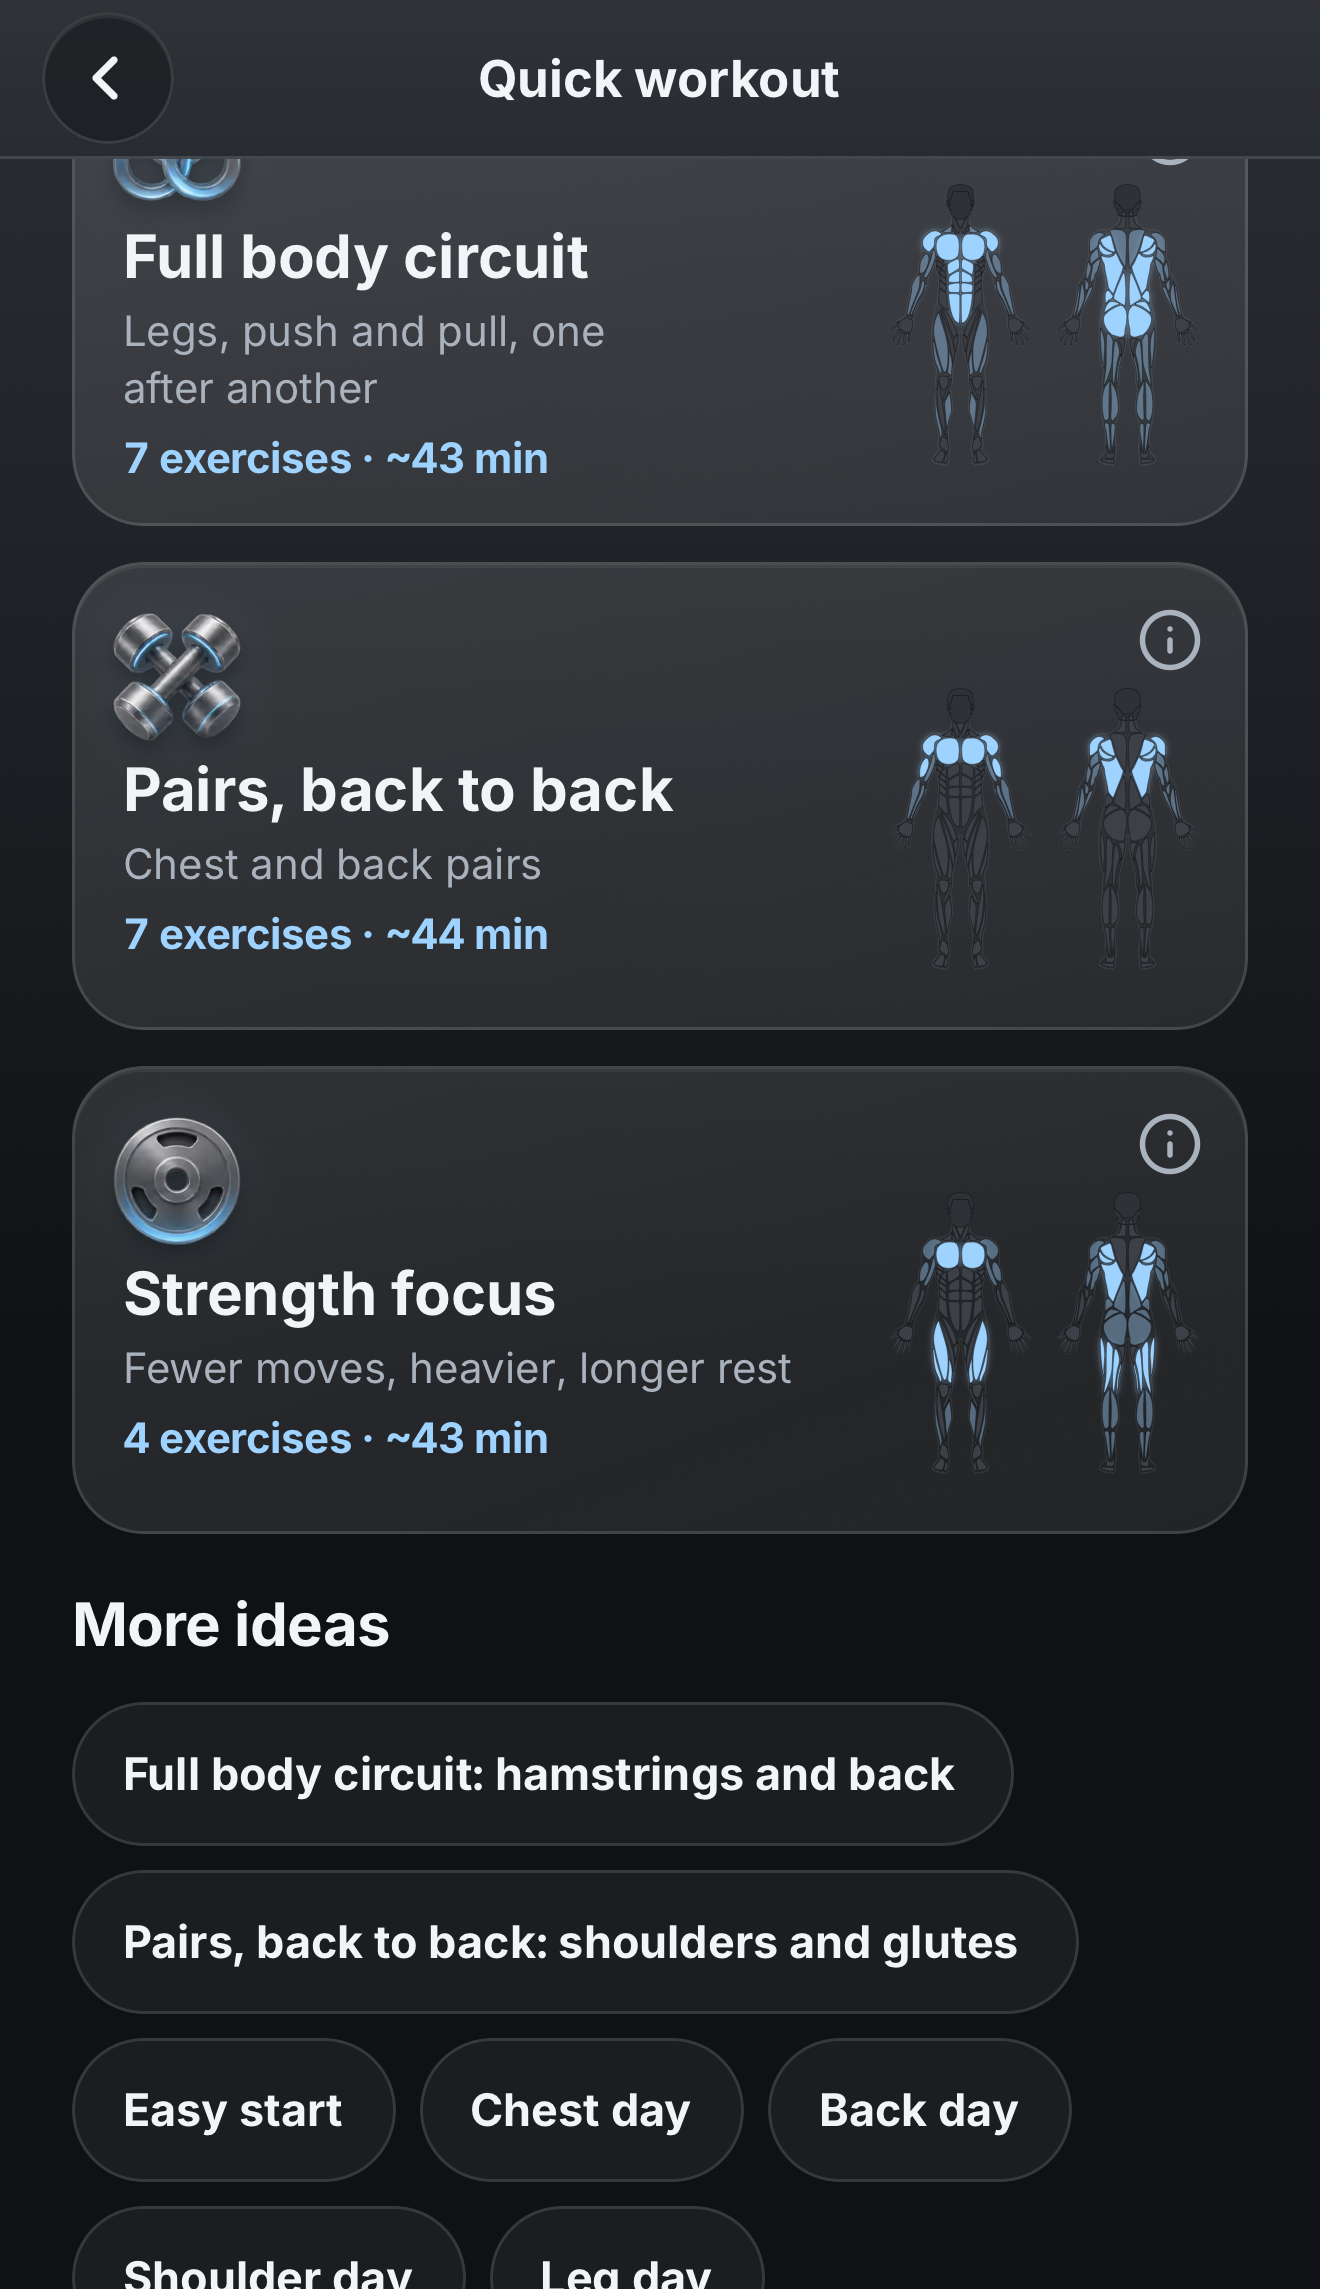 Quick workout
Full body circuit
Legs, push and pull, one
after another
7 exercises · ~43 min
Pairs, back to back
Chest and back pairs
7 exercises · ~44 min
Strength focus
Fewer moves, heavier, longer rest
4 exercises · ~43 min
More ideas
Full body circuit: hamstrings and back
Pairs, back to back: shoulders and glutes
Easy start
Chest day
Back day
Shoulder day
Leg day